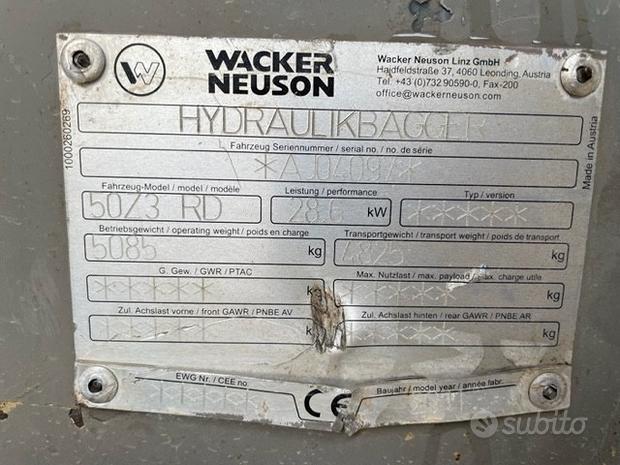 WACKER
NEUSON
Wacker Neuson Linz GmbH
Haidfeldstraße 37, 4060 Leonding, Austria
Tel. +43 (0)732 90590-0, Fax-200
office@wackerneuson.com
1000260269
HYDRAULIKBAGGER
Fahrzeug Seriennummer / serial no. / no. de série
Made in Austria
Fahrzeug-Model / model / modèle
Leistung / performance
Typ / version
50Z3 RD
28.6 kW
*****
Betriebsgewicht / operating weight / poids en charge
Transportgewicht / transport weight / poids de transport
5085 kg
kg
G. Gew. / GWR / PTAC
Max. Nutzlast / max. payload / max. charge utile
kg
kg
Zul. Achslast vorne / front GAWR / PNBE AV
Zul. Achslast hinten / rear GAWR / PNBE AR
kg
kg
EWG Nr. / CEE no.
CE
Baujahr / model year / année fabr.
subito